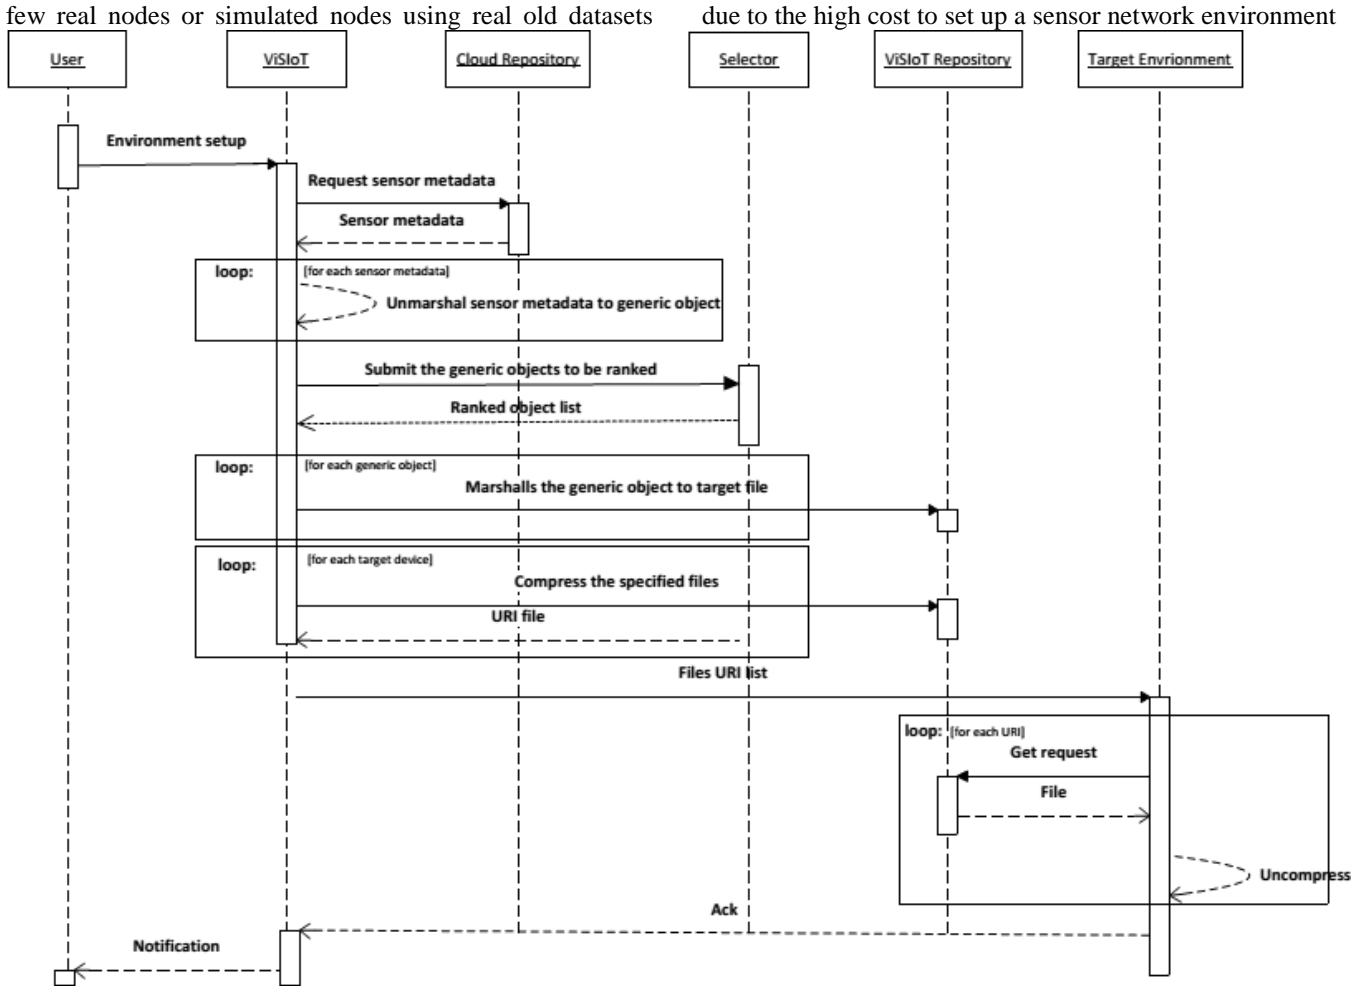 few real nodes or simulated nodes using real old datasets
due to the high cost to set up a sensor network environment
User
ViSIoT
Cloud Repository
Selector
ViSIoT Repository
Target Envrionment
Environment setup
Request sensor metadata
Sensor metadata
loop:
[for each sensor metadata]
Unmarshal sensor metadata to generic object
Submit the generic objects to be ranked
Ranked object list
loop:
[for each generic object]
Marshalls the generic object to target file
loop:
[for each target device]
Compress the specified files
URI file
Files URI list
loop:
[for each URI]
Get request
File
Uncompress
Ack
Notification